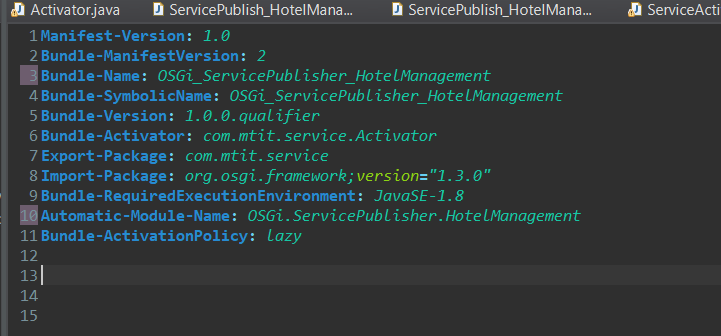 Activator.java ServicePublish_HotelMana... ServicePublish_HotelMana... ServiceActi
1 Manifest-Version: 1.0
2 Bundle-ManifestVersion: 2
3 Bundle-Name: OSGi_ServicePublisher_HotelManagement
4 Bundle-SymbolicName: OSGi_ServicePublisher_HotelManagement
5 Bundle-Version: 1.0.0.qualifier
6 Bundle-Activator: com.mtit.service.Activator
7 Export-Package: com.mtit.service
8 Import-Package: org.osgi.framework;version="1.3.0"
9 Bundle-RequiredExecutionEnvironment: JavaSE-1.8
10 Automatic-Module-Name: OSGi.ServicePublisher.HotelManagement
11 Bundle-ActivationPolicy: lazy
12
13
14
15